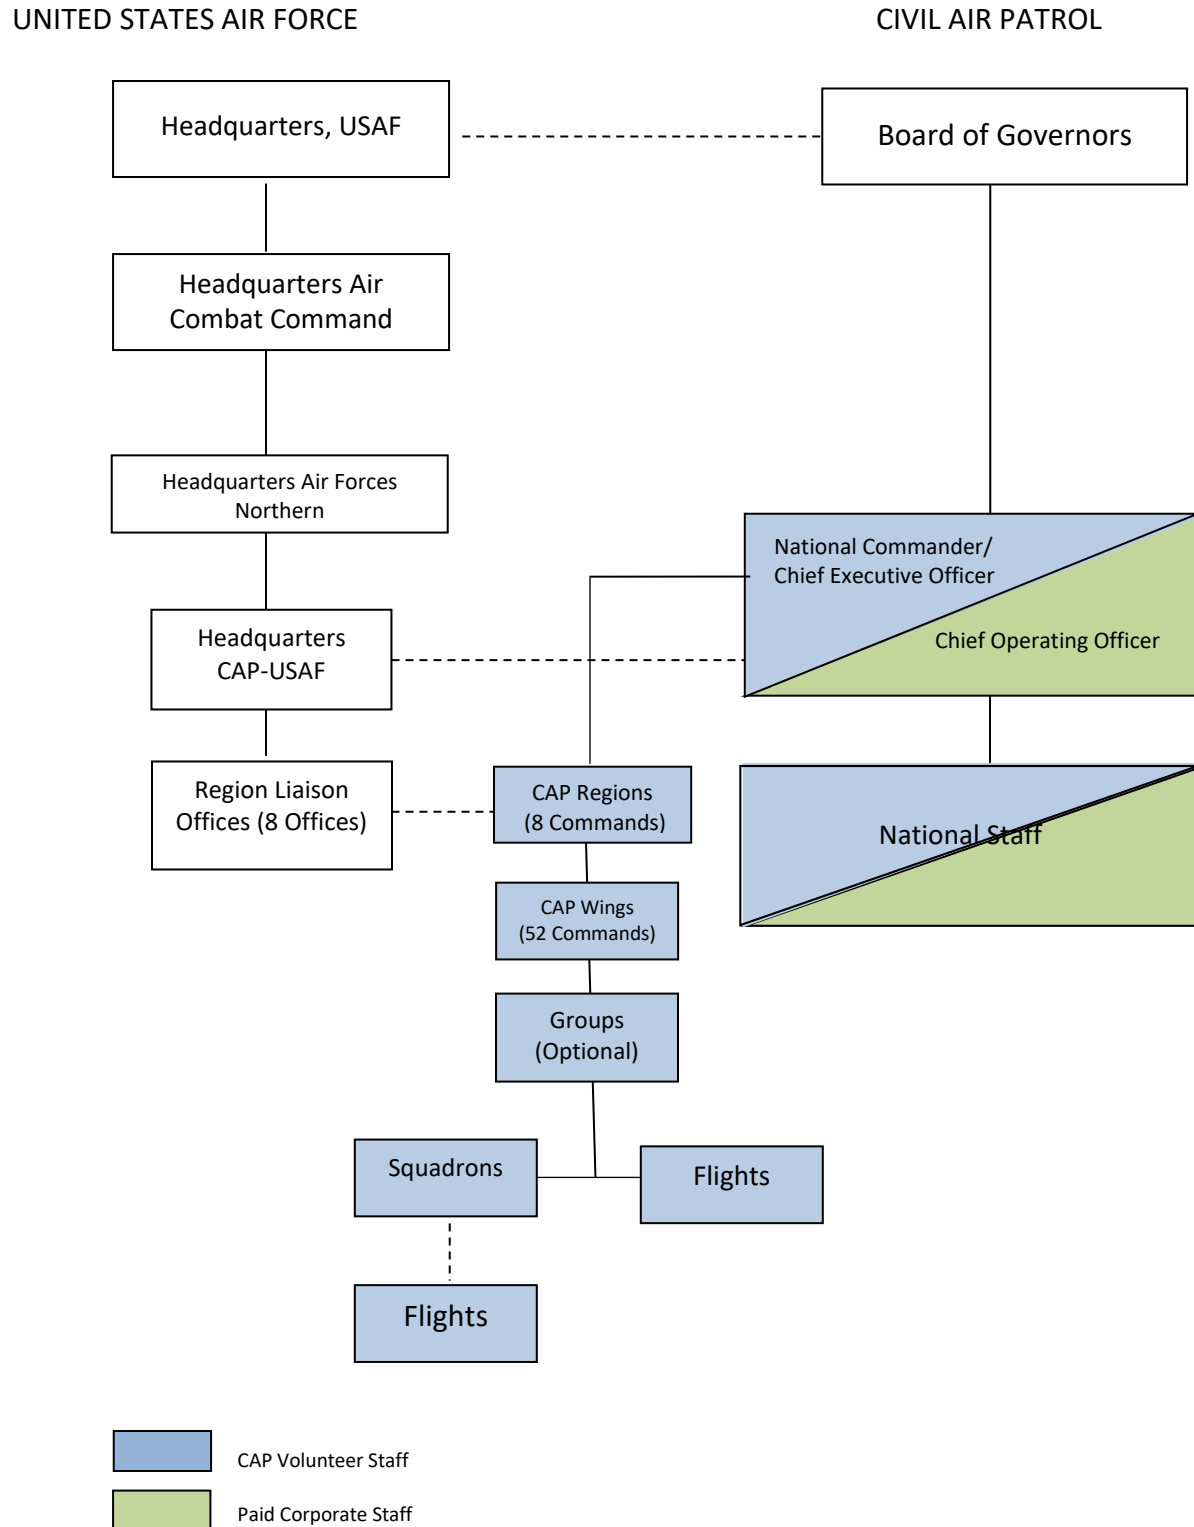 UNITED STATES AIR FORCE
CIVIL AIR PATROL
Headquarters, USAF
Board of Governors
Headquarters Air
Combat Command
Headquarters Air Forces
Northern
National Commander/
Chief Executive Officer
Chief Operating Officer
Headquarters
CAP-USAF
Region Liaison
Offices (8 Offices)
CAP Regions
(8 Commands)
National Staff
CAP Wings
(52 Commands)
Groups
(Optional)
Squadrons
Flights
Flights
CAP Volunteer Staff
Paid Corporate Staff